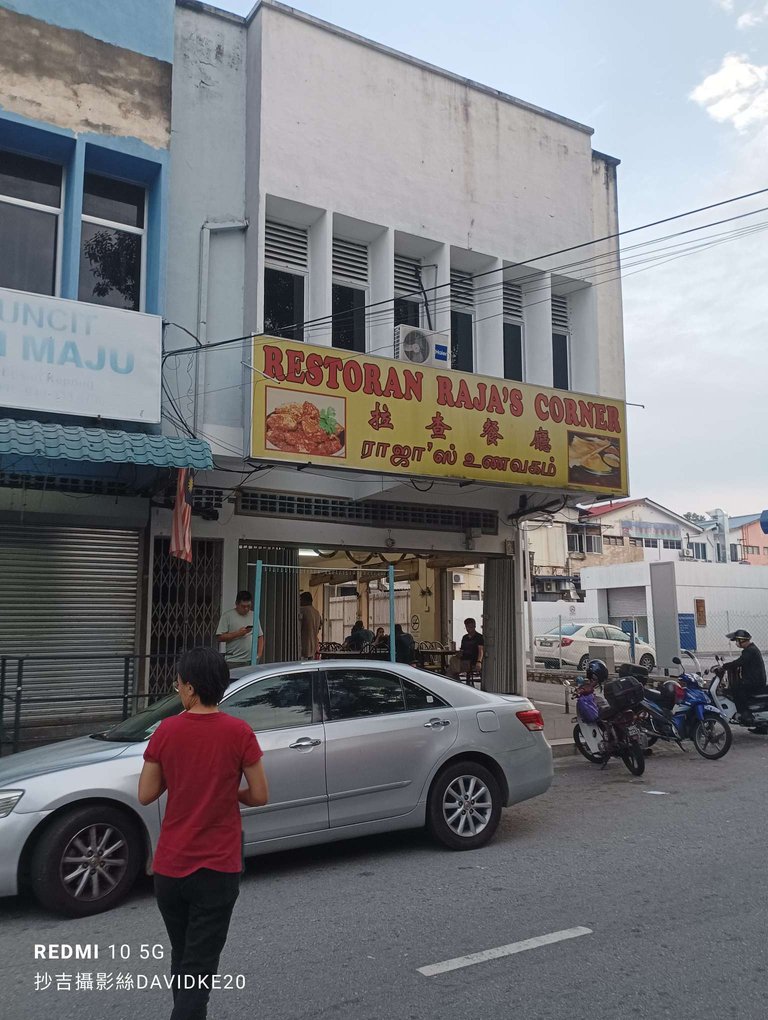 UNCIT
MAJU
RESTORAN RAJA'S CORNER
拉查餐廳
ராஜா'ஸ் உணவகம்
Haier
REDMI 10 5G
抄吉攝影絲DAVIDKE20